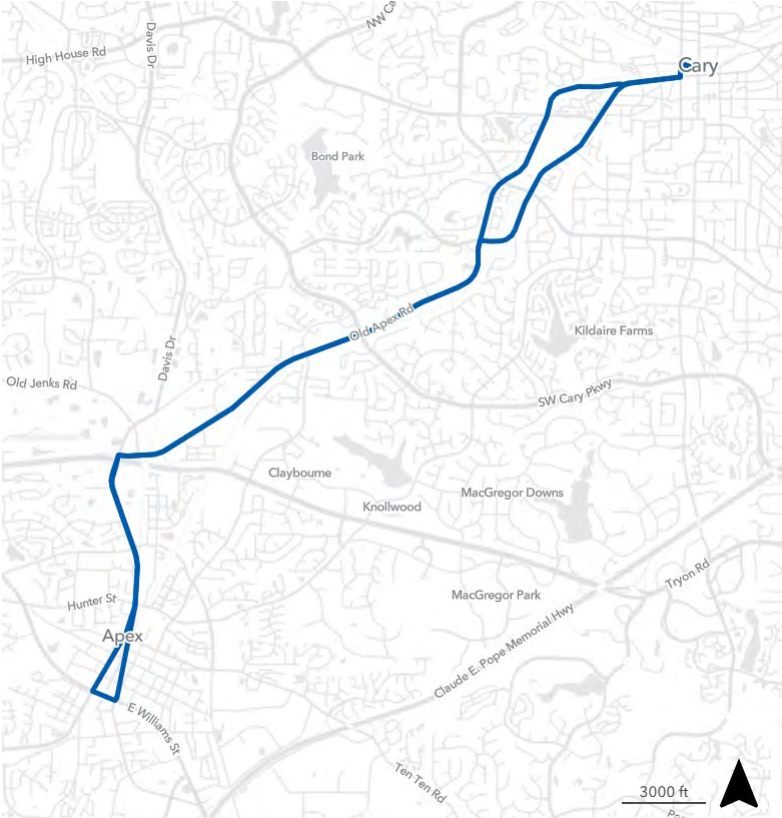 NW Ca
High House Rd
Davis Dr
Cary
Bond Park
Old Apex Rd
Kildaire Farms
Davis Dr
Old Jenks Rd
SW Cary Pkwy
Claybourne
MacGregor Downs
Knollwood
Tryon Rd
MacGregor Park
Hunter St
Apex
Claude E. Pope Memorial Hwy
E Williams St
Ten Ten Rd
3000 ft